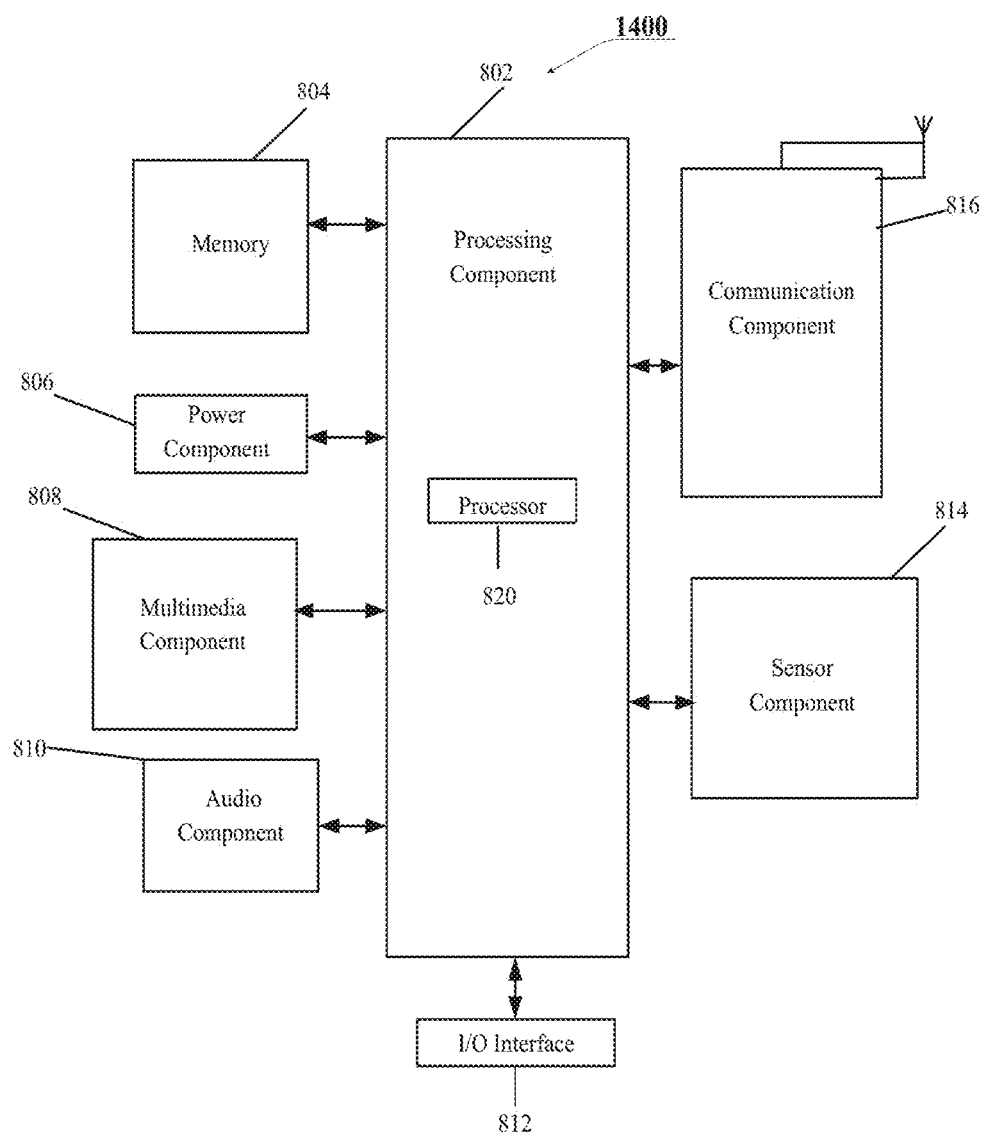 1400
802
804
Memory
Processing
Component
816
Communication
Component
806
Power
Component
808
Processor
820
814
Multimedia
Component
Sensor
Component
810
Audio
Component
I/O Interface
812